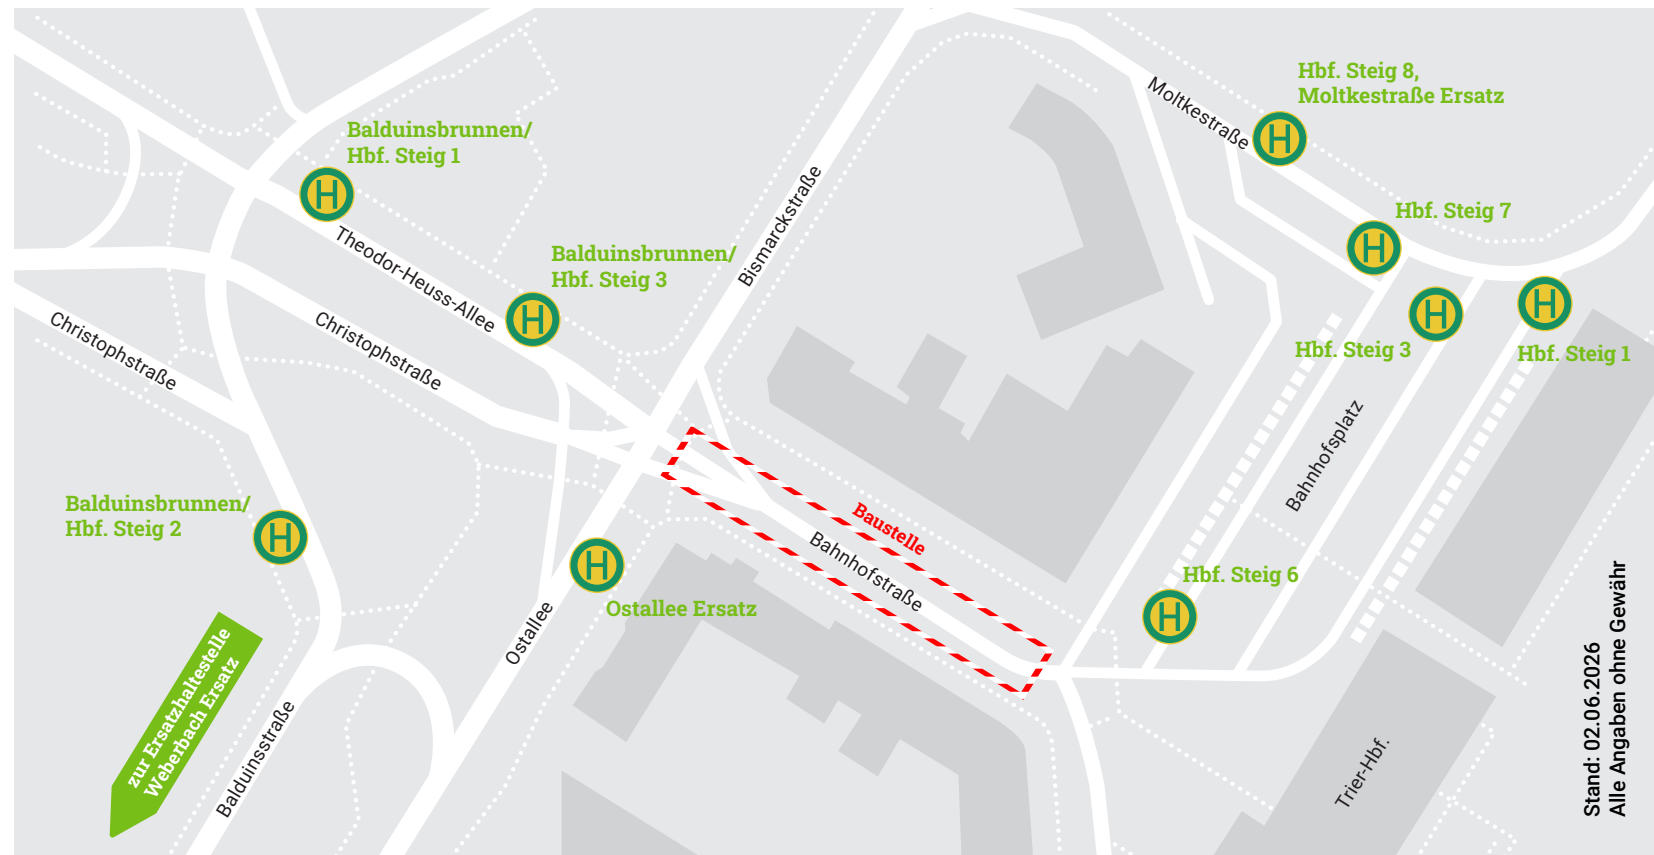 Hbf. Steig 8,
Moltkestraße Ersatz
Moltkestraße
H
Balduinsbrunnen/
Hbf. Steig 1
H
Bismarckstraße
Hbf. Steig 7
H
Theodor-Heuss-Allee
Balduinsbrunnen/
Hbf. Steig 3
H
Christophstraße
Christophstraße
H
Hbf. Steig 3
H
Hbf. Steig 1
Bahnhofsplatz
Balduinsbrunnen/
Hbf. Steig 2
H
Baustelle
Bahnhofstraße
H
Ostallee Ersatz
Ostallee
Hbf. Steig 6
H
zur Ersatzhaltestelle
Weberbach Ersatz
Balduinsstraße
Trier-Hbf.
Stand: 02.06.2026
Alle Angaben ohne Gewähr